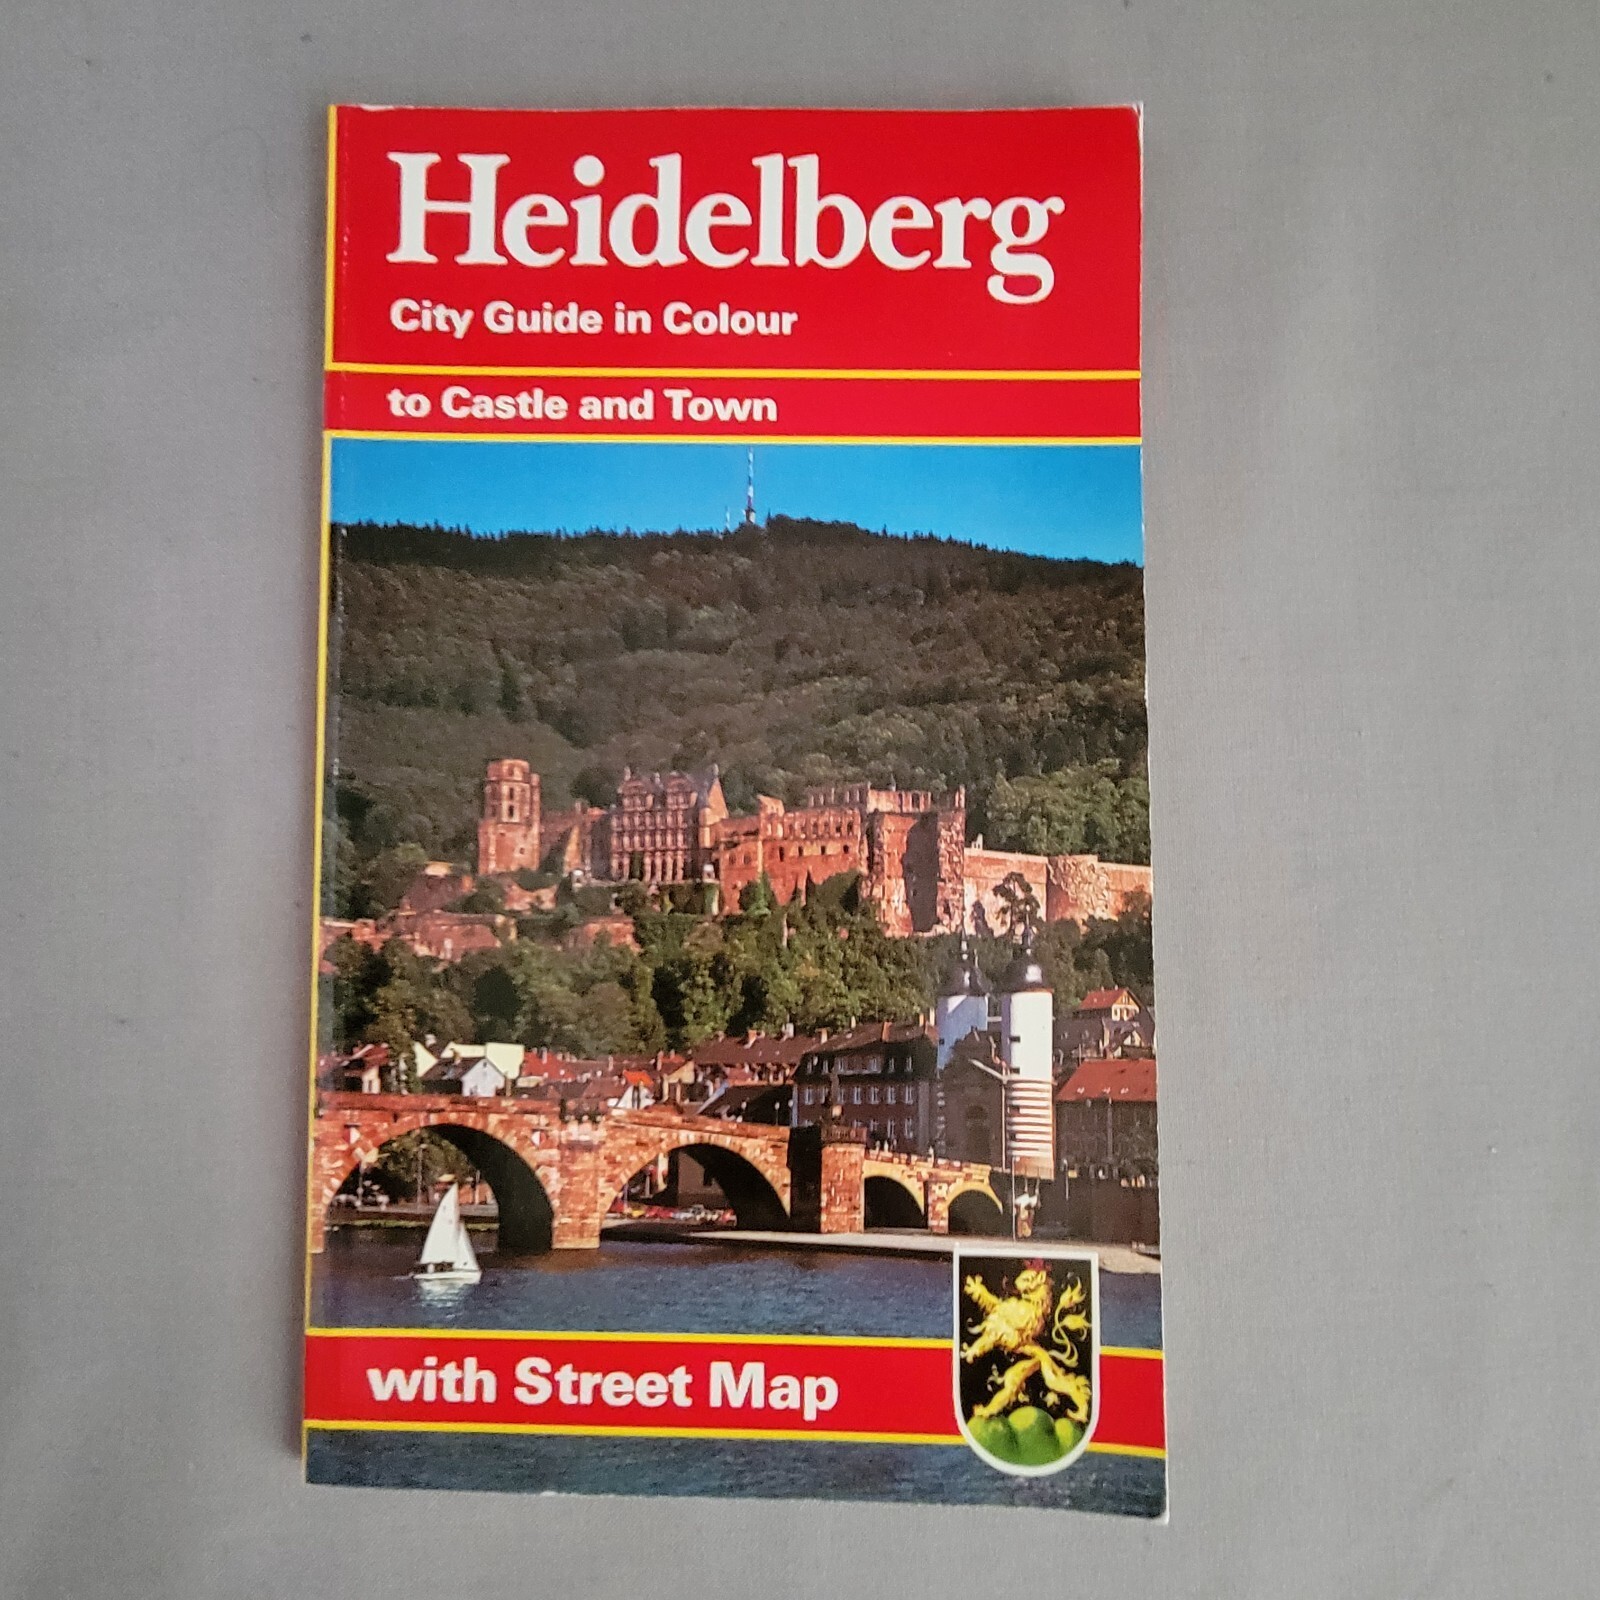 Heidelberg
City Guide in Colour
to Castle and Town
with Street Map